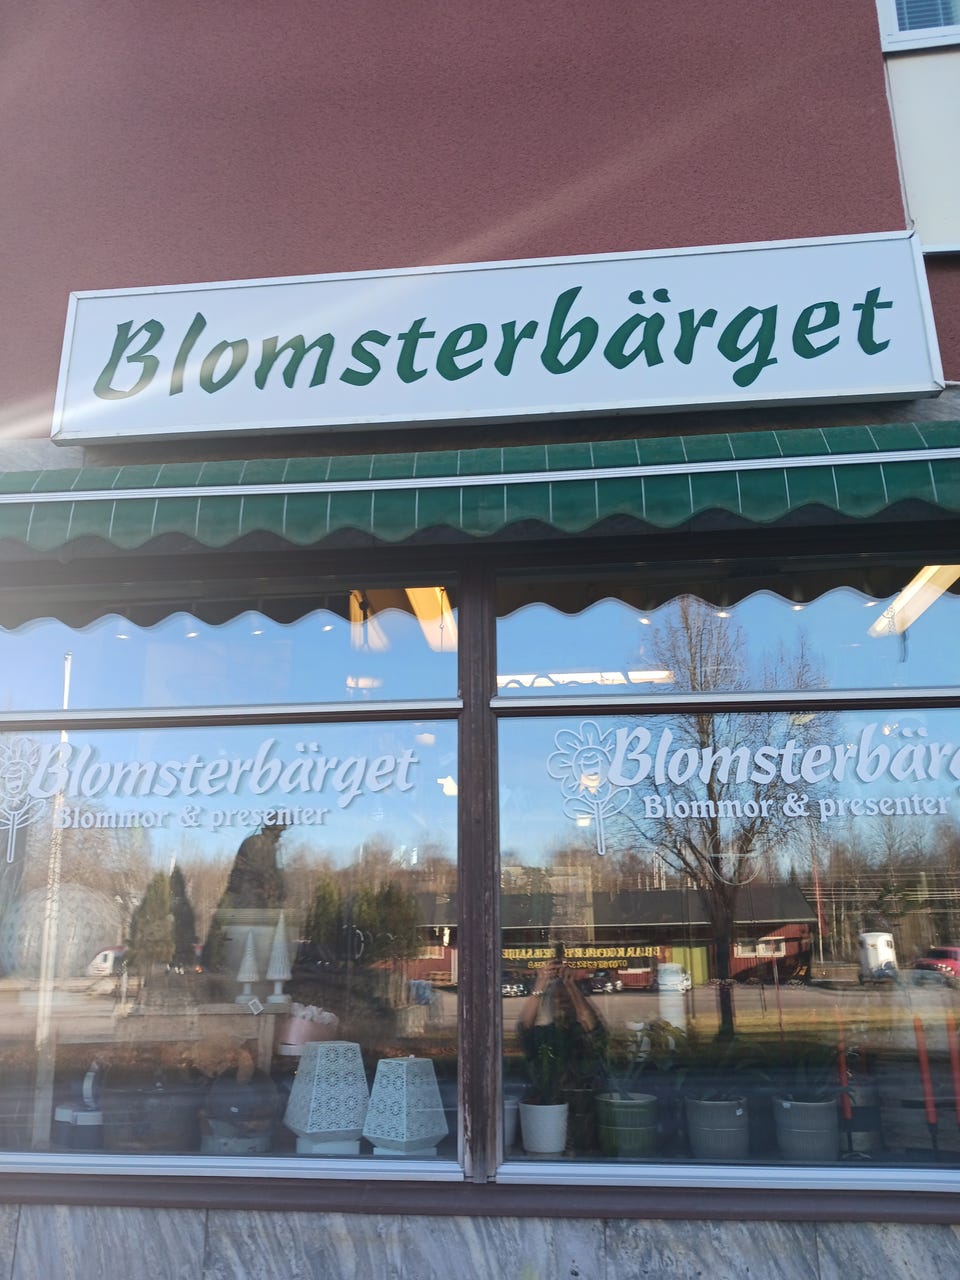 Blomsterbärget
Blomsterbärget
Blommor & presenter
Blomsterbärg
Blommor & presenter